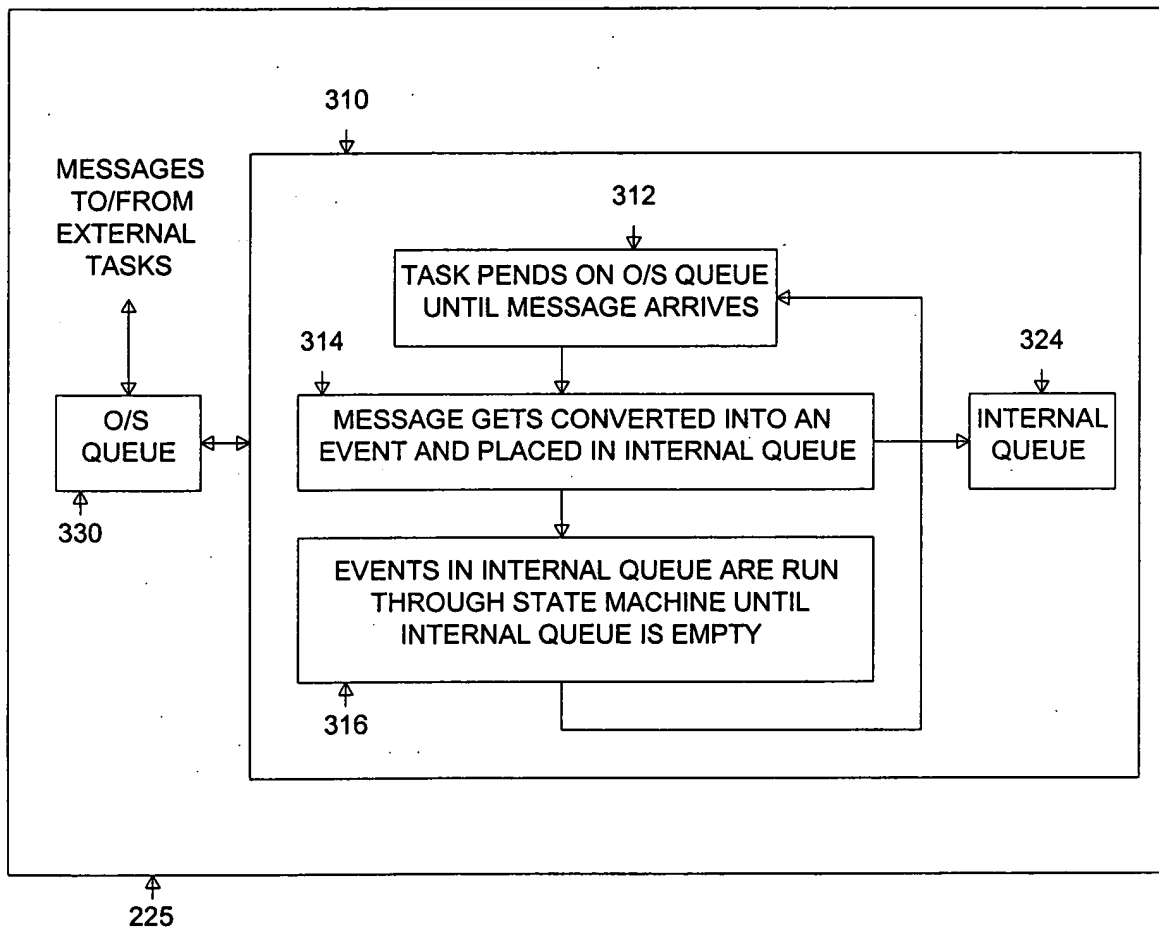 310
MESSAGES
TO/FROM
EXTERNAL
TASKS
312
TASK PENDS ON O/S QUEUE
UNTIL MESSAGE ARRIVES
314
324
O/S
QUEUE
MESSAGE GETS CONVERTED INTO AN
EVENT AND PLACED IN INTERNAL QUEUE
INTERNAL
QUEUE
330
EVENTS IN INTERNAL QUEUE ARE RUN
THROUGH STATE MACHINE UNTIL
INTERNAL QUEUE IS EMPTY
316
225